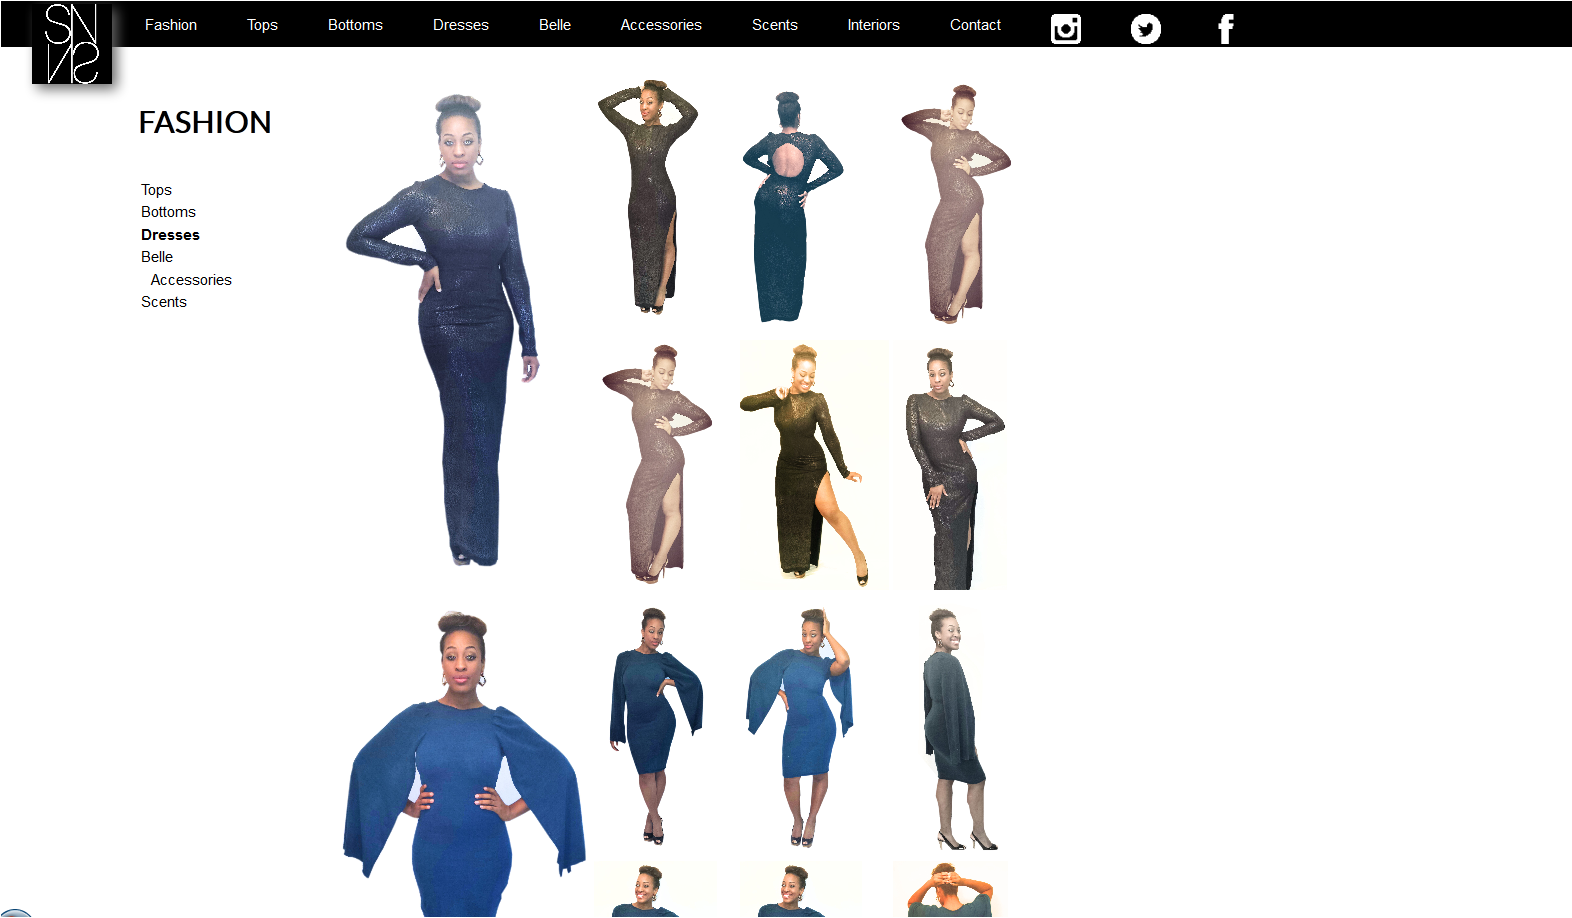 SN
NS
Fashion Tops Bottoms Dresses Belle Accessories Scents Interiors Contact
FASHION
Tops
Bottoms
Dresses
Belle
Accessories
Scents